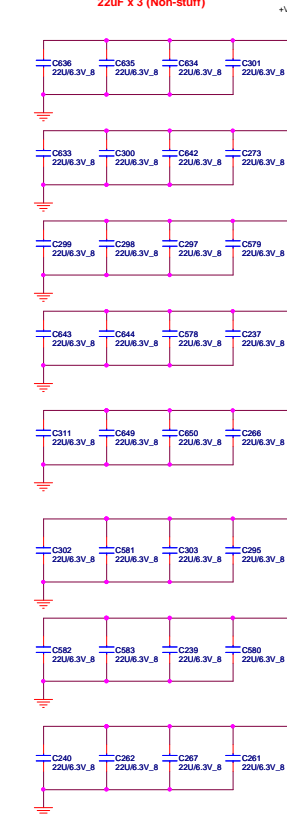 22uF x 3 (Non-stuff)
+V
C636 C635 C634 C301
22U/6.3V_8 22U/6.3V_8 22U/6.3V_8 22U/6.3V_8
C633 C300 C642 C273
22U/6.3V_8 22U/6.3V_8 22U/6.3V_8 22U/6.3V_8
C299 C298 C297 C579
22U/6.3V_8 22U/6.3V_8 22U/6.3V_8 22U/6.3V_8
C643 C644 C578 C237
22U/6.3V_8 22U/6.3V_8 22U/6.3V_8 22U/6.3V_8
C311 C649 C650 C266
22U/6.3V_8 22U/6.3V_8 22U/6.3V_8 22U/6.3V_8
C302 C581 C303 C295
22U/6.3V_8 22U/6.3V_8 22U/6.3V_8 22U/6.3V_8
C582 C583 C239 C580
22U/6.3V_8 22U/6.3V_8 22U/6.3V_8 22U/6.3V_8
C240 C262 C267 C261
22U/6.3V_8 22U/6.3V_8 22U/6.3V_8 22U/6.3V_8